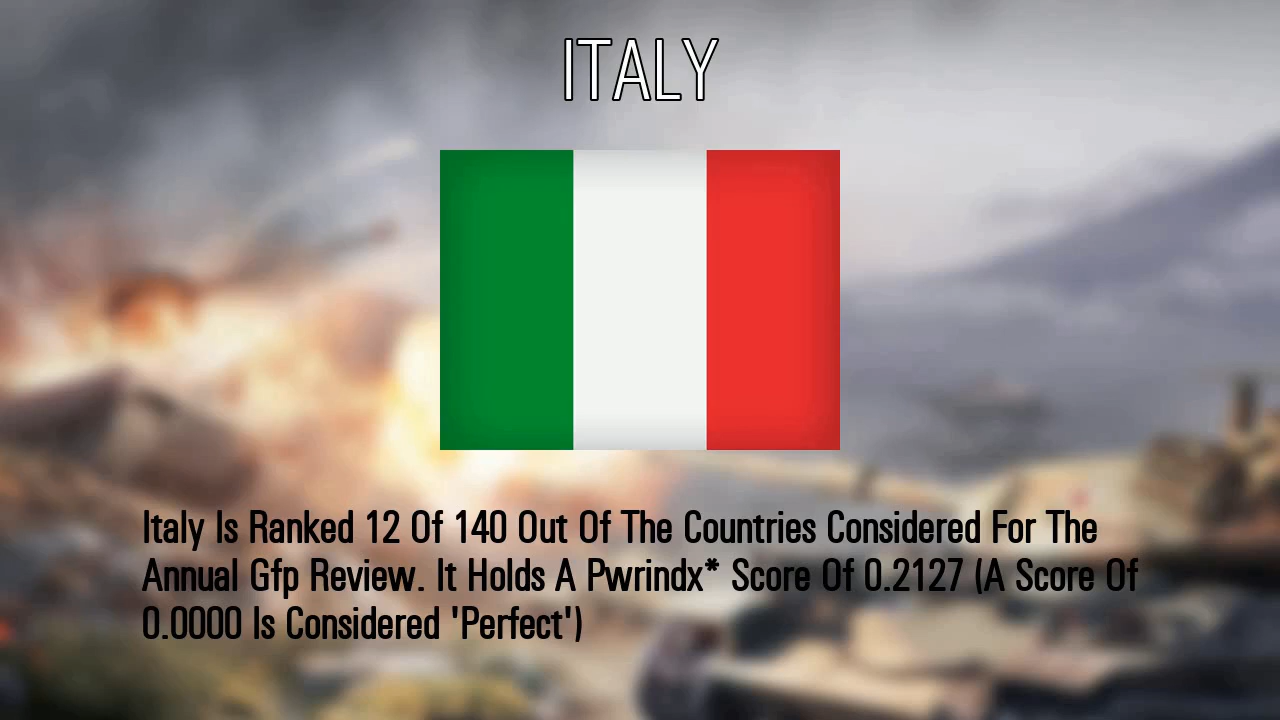 ITALY
Italy Is Ranked 12 Of 140 Out Of The Countries Considered For The
Annual Gfp Review. It Holds A Pwrindx* Score Of 0.2127 (A Score Of
0.0000 Is Considered 'Perfect')